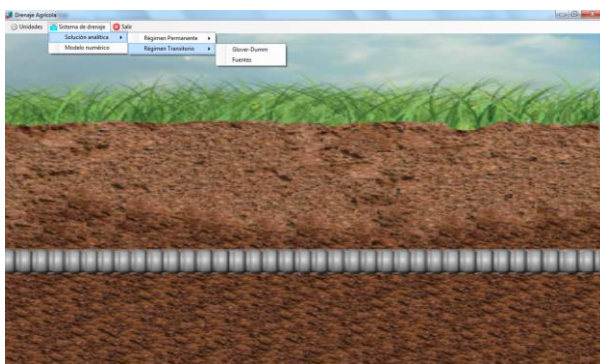 Drenaje Agrícola
Unidades Sistema de drenaje Salir
Solución analítica Régimen Permanente
Modelo numérico Régimen Transitorio Glover-Dumm
Fuentes